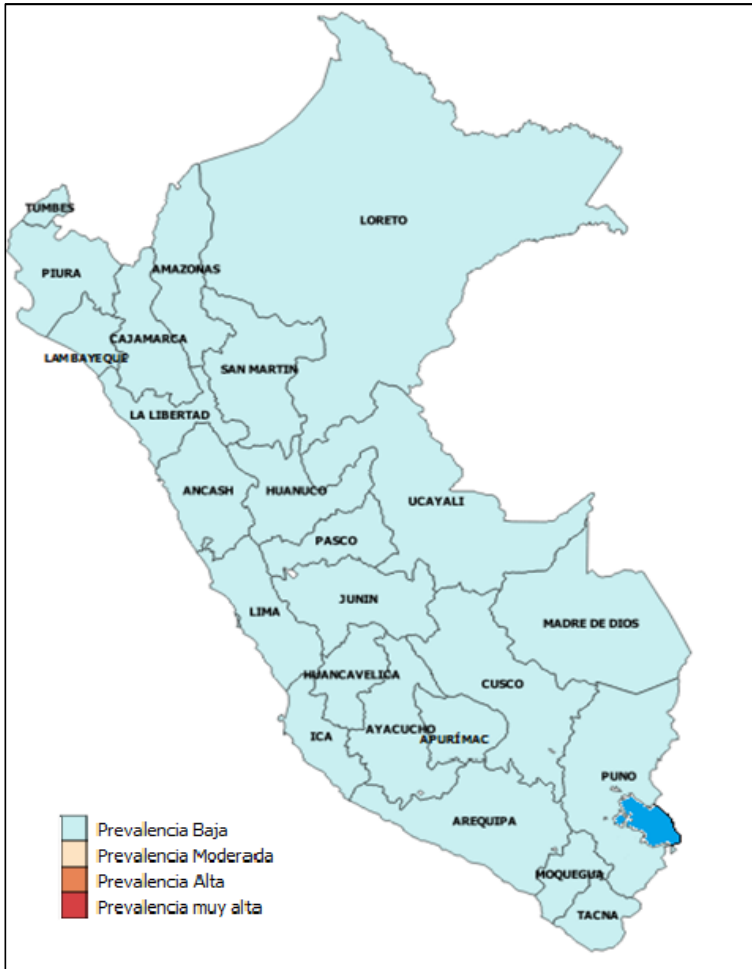 TUMBES
LORETO
PIURA
AMAZONAS
CAJAMARCA
LAMBAYEQUE
SAN MARTIN
LA LIBERTAD
ANCASH
HUANUCO
UCAYALI
PASCO
JUNIN
LIMA
MADRE DE DIOS
HUANCAVELICA
CUSCO
ICA
AYACUCHO
APURÍMAC
PUNO
AREQUIPA
MOQUEGUA
TACNA
Prevalencia Baja
Prevalencia Moderada
Prevalencia Alta
Prevalencia muy alta